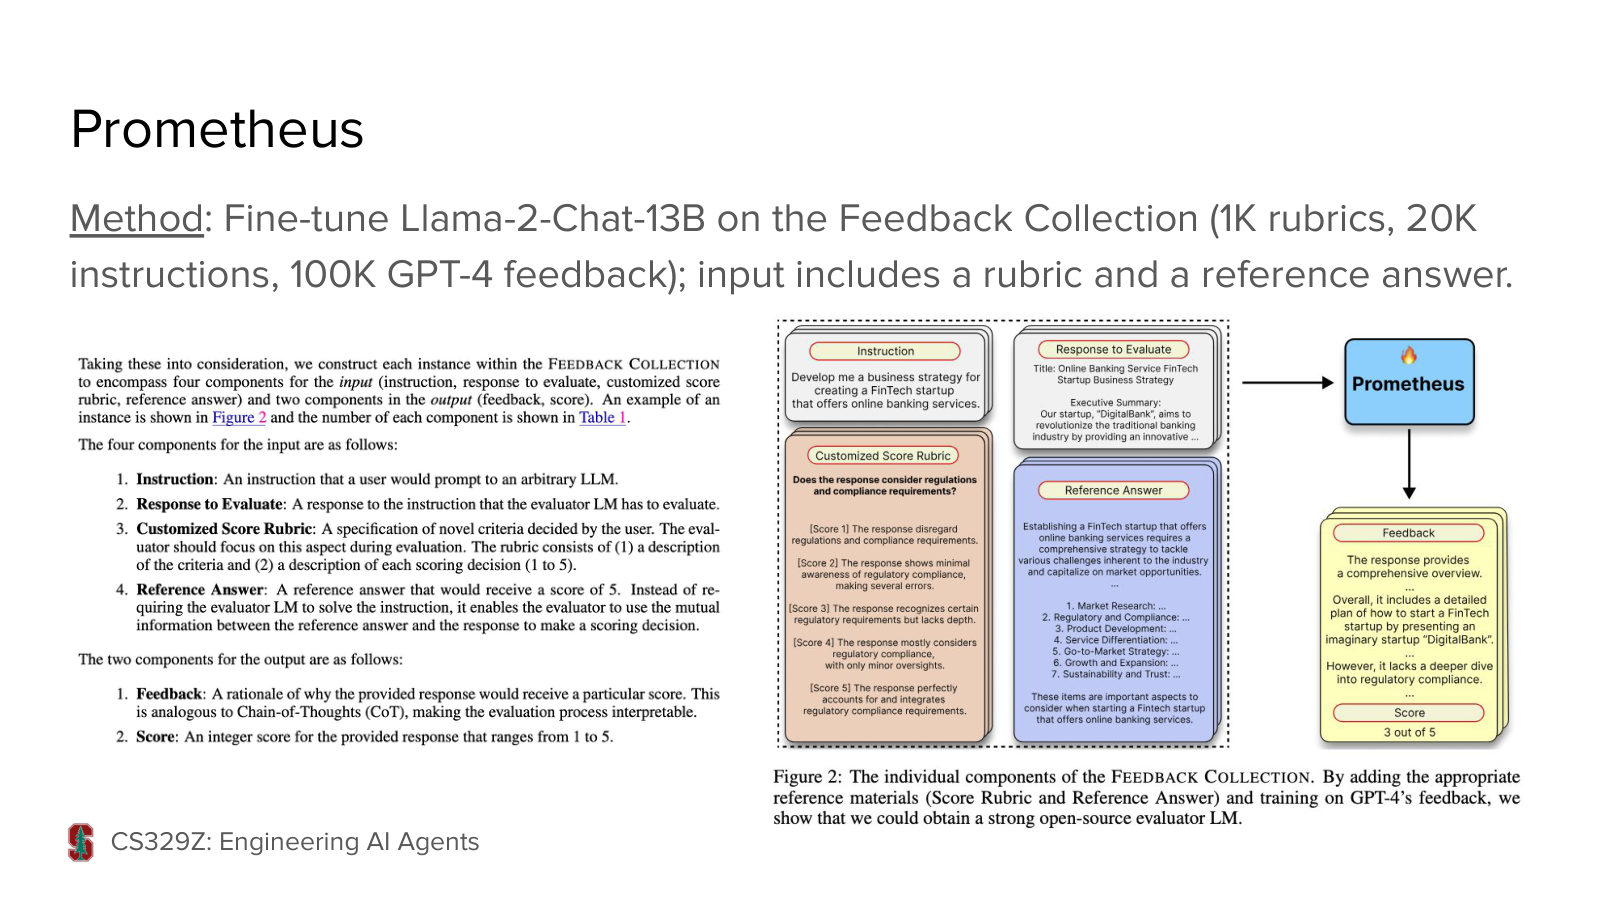 Prometheus
Method: Fine-tune Llama-2-Chat-13B on the Feedback Collection (1K rubrics, 20K
instructions, 100K GPT-4 feedback); input includes a rubric and a reference answer.
Taking these into consideration, we construct each instance within the FEEDBACK COLLECTION
to encompass four components for the input (instruction, response to evaluate, customized score
rubric, reference answer) and two components in the output (feedback, score). An example of an
instance is shown in Figure 2 and the number of each component is shown in Table 1.
The four components for the input are as follows:
1. Instruction: An instruction that a user would prompt to an arbitrary LLM.
2. Response to Evaluate: A response to the instruction that the evaluator LM has to evaluate.
3. Customized Score Rubric: A specification of novel criteria decided by the user. The eval-
uator should focus on this aspect during evaluation. The rubric consists of (1) a description
of the criteria and (2) a description of each scoring decision (1 to 5).
4. Reference Answer: A reference answer that would receive a score of 5. Instead of re-
quiring the evaluator LM to solve the instruction, it enables the evaluator to use the mutual
information between the reference answer and the response to make a scoring decision.
The two components for the output are as follows:
1. Feedback: A rationale of why the provided response would receive a particular score. This
is analogous to Chain-of-Thoughts (CoT), making the evaluation process interpretable.
2. Score: An integer score for the provided response that ranges from 1 to 5.
Instruction
Develop me a business strategy for
creating a FinTech startup
that offers online banking services.
Customized Score Rubric
Does the response consider regulations
and compliance requirements?
[Score 1] The response disregard
regulations and compliance requirements.
[Score 2] The response shows minimal
awareness of regulatory compliance,
making several errors.
[Score 3] The response recognizes certain
regulatory requirements but lacks depth.
[Score 4] The response mostly considers
regulatory compliance,
with only minor oversights.
[Score 5] The response perfectly
accounts for and integrates
regulatory compliance requirements.
Response to Evaluate
Title: Online Banking Service FinTech
Startup Business Strategy
Executive Summary:
Our startup, "DigitalBank", aims to
revolutionize the traditional banking
industry by providing an innovative ...
Reference Answer
Establishing a FinTech startup that offers
online banking services requires a
comprehensive strategy to tackle
various challenges inherent to the industry
and capitalize on market opportunities.
...
1. Market Research: ...
2. Regulatory and Compliance: ...
3. Product Development: ...
4. Service Differentiation: ...
5. Go-to-Market Strategy: ...
6. Growth and Expansion: ...
7. Sustainability and Trust: ...
These items are important aspects to
consider when starting a Fintech startup
that offers online banking services.
Prometheus
Feedback
The response provides
a comprehensive overview.
...
Overall, it includes a detailed
plan of how to start a FinTech
startup by presenting an
imaginary startup "DigitalBank".
...
However, it lacks a deeper dive
into regulatory compliance.
...
Score
3 out of 5
Figure 2: The individual components of the FEEDBACK COLLECTION. By adding the appropriate
reference materials (Score Rubric and Reference Answer) and training on GPT-4's feedback, we
show that we could obtain a strong open-source evaluator LM.
CS329Z: Engineering AI Agents